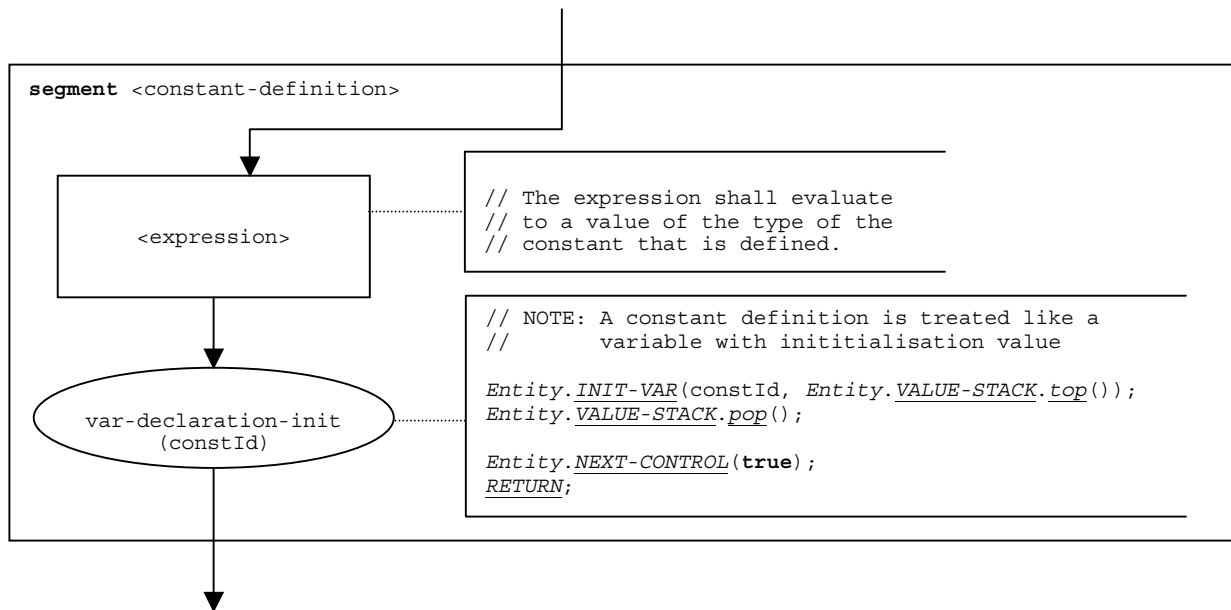 segment <constant-definition>
<expression>
// The expression shall evaluate
// to a value of the type of the
// constant that is defined.
var-declaration-init
(constId)
// NOTE: A constant definition is treated like a
// variable with inititialisation value
Entity.INIT-VAR(constId, Entity.VALUE-STACK.top());
Entity.VALUE-STACK.pop();
Entity.NEXT-CONTROL(true);
RETURN;